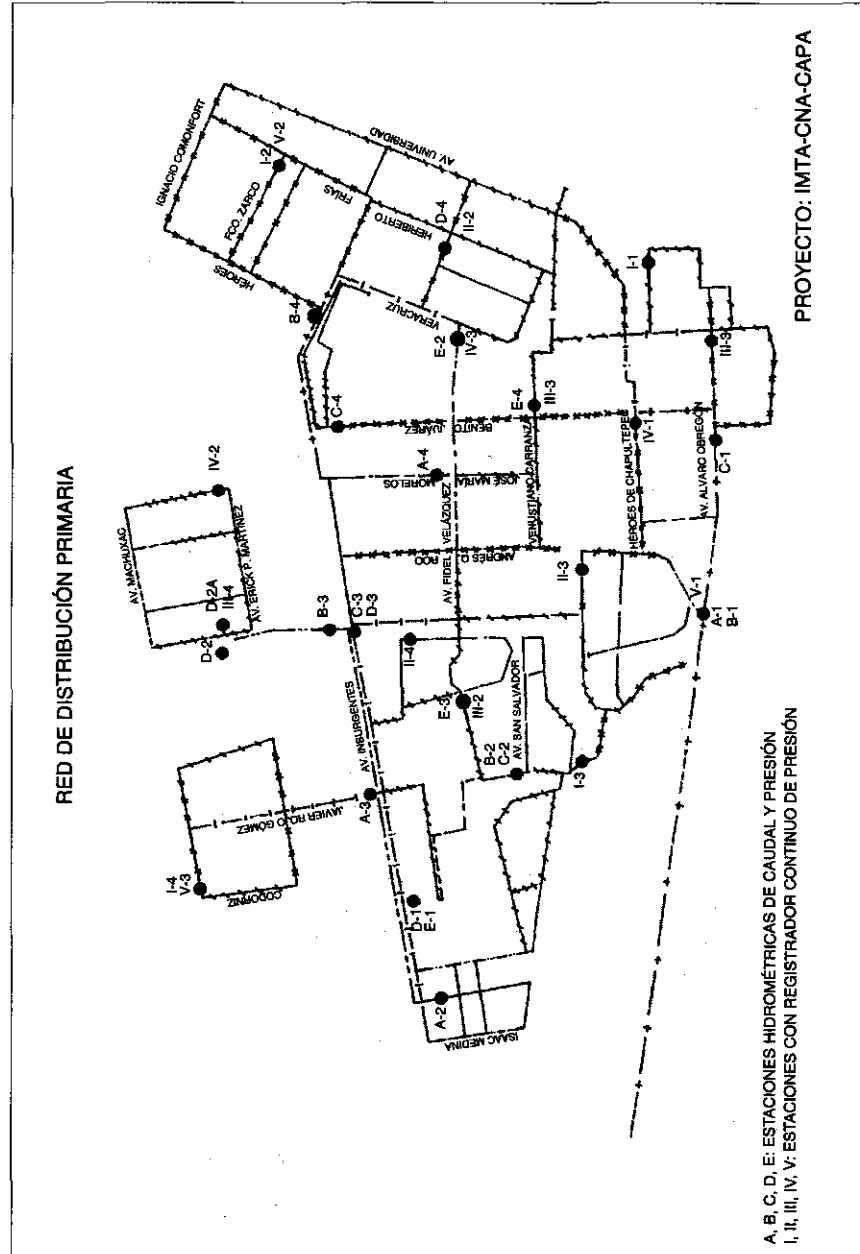 RED DE DISTRIBUCIÓN PRIMARIA
IGNACIO COMONFORT
I-2 V-2
FCO. ZARCO
HÉROES
FRÍAS
HERIBERTO
AV. UNIVERSIDAD
D-4
II-2
B-4
VERACRUZ
E-2
IV-3
I-1
C-4
BENITO
JUÁREZ
E-4
III-3
III-3
IV-2
AV. MACHUXAC
AV. ERICK P. MARTÍNEZ
A-4
JOSÉ MARÍA
MORELOS
AV. FIDEL VELÁZQUEZ
VENUSTIANO CARRANZA
HÉROES DE CHAPULTEPEC
IV-1
AV. ALVARO OBREGÓN
C-1
D-2A
III-4
D-2
B-3
C-3
D-3
ANDRÉS Q.
ROO
II-3
V-1
A-1
B-1
II-4
AV. INSURGENTES
E-3
III-2
AV. SAN SALVADOR
B-2
C-2
I-3
JAVIER ROJO GÓMEZ
A-3
I-4
V-3
CODORNIZ
D-1
E-1
A-2
ISAAC MEDINA
PROYECTO: IMTA-CNA-CAPA
A, B, C, D, E: ESTACIONES HIDROMÉTRICAS DE CAUDAL Y PRESIÓN
I, II, III, IV, V: ESTACIONES CON REGISTRADOR CONTINUO DE PRESIÓN